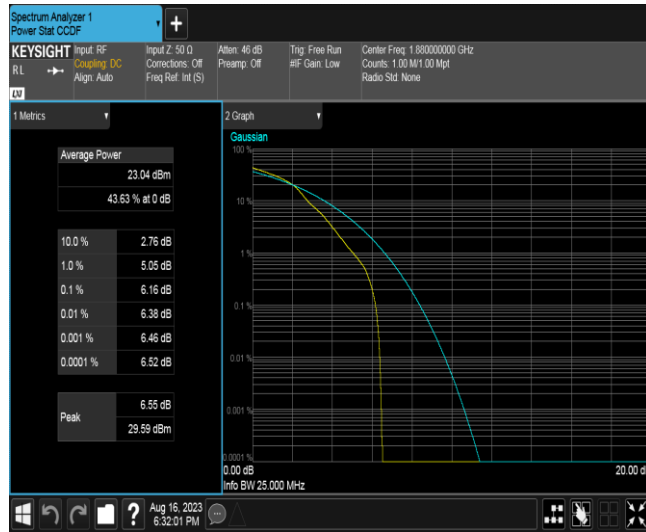 Spectrum Analyzer 1
Power Stat CCDF
+
KEYSIGHT
RL
LXI
Input: RF
Coupling: DC
Align: Auto
Input Z: 50 Ω
Corrections: Off
Freq Ref: Int (S)
Atten: 46 dB
Preamp: Off
Trig: Free Run
#IF Gain: Low
Center Freq: 1.880000000 GHz
Counts: 1.00 M/1.00 Mpt
Radio Std: None
1 Metrics
Average Power
23.04 dBm
43.63 % at 0 dB
10.0 % 2.76 dB
1.0 % 5.05 dB
0.1 % 6.16 dB
0.01 % 6.38 dB
0.001 % 6.46 dB
0.0001 % 6.52 dB
Peak
6.55 dB
29.59 dBm
2 Graph
Gaussian
100 %
10 %
1 %
0.1 %
0.01 %
0.001 %
0.0001 %
0.00 dB
20.00 d
Info BW 25.000 MHz
?
Aug 16, 2023
6:32:01 PM